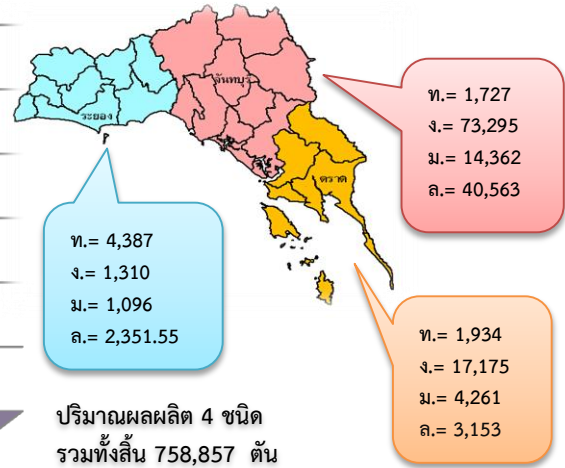 จันทบุรี
ระยอง
ตราด
ท.= 1,727
ง.= 73,295
ม.= 14,362
ล.= 40,563
ท.= 4,387
ง.= 1,310
ม.= 1,096
ล.= 2,351.55
ท.= 1,934
ง.= 17,175
ม.= 4,261
ล.= 3,153
ปริมาณผลผลิต 4 ชนิด
รวมทั้งสิ้น 758,857 ตัน